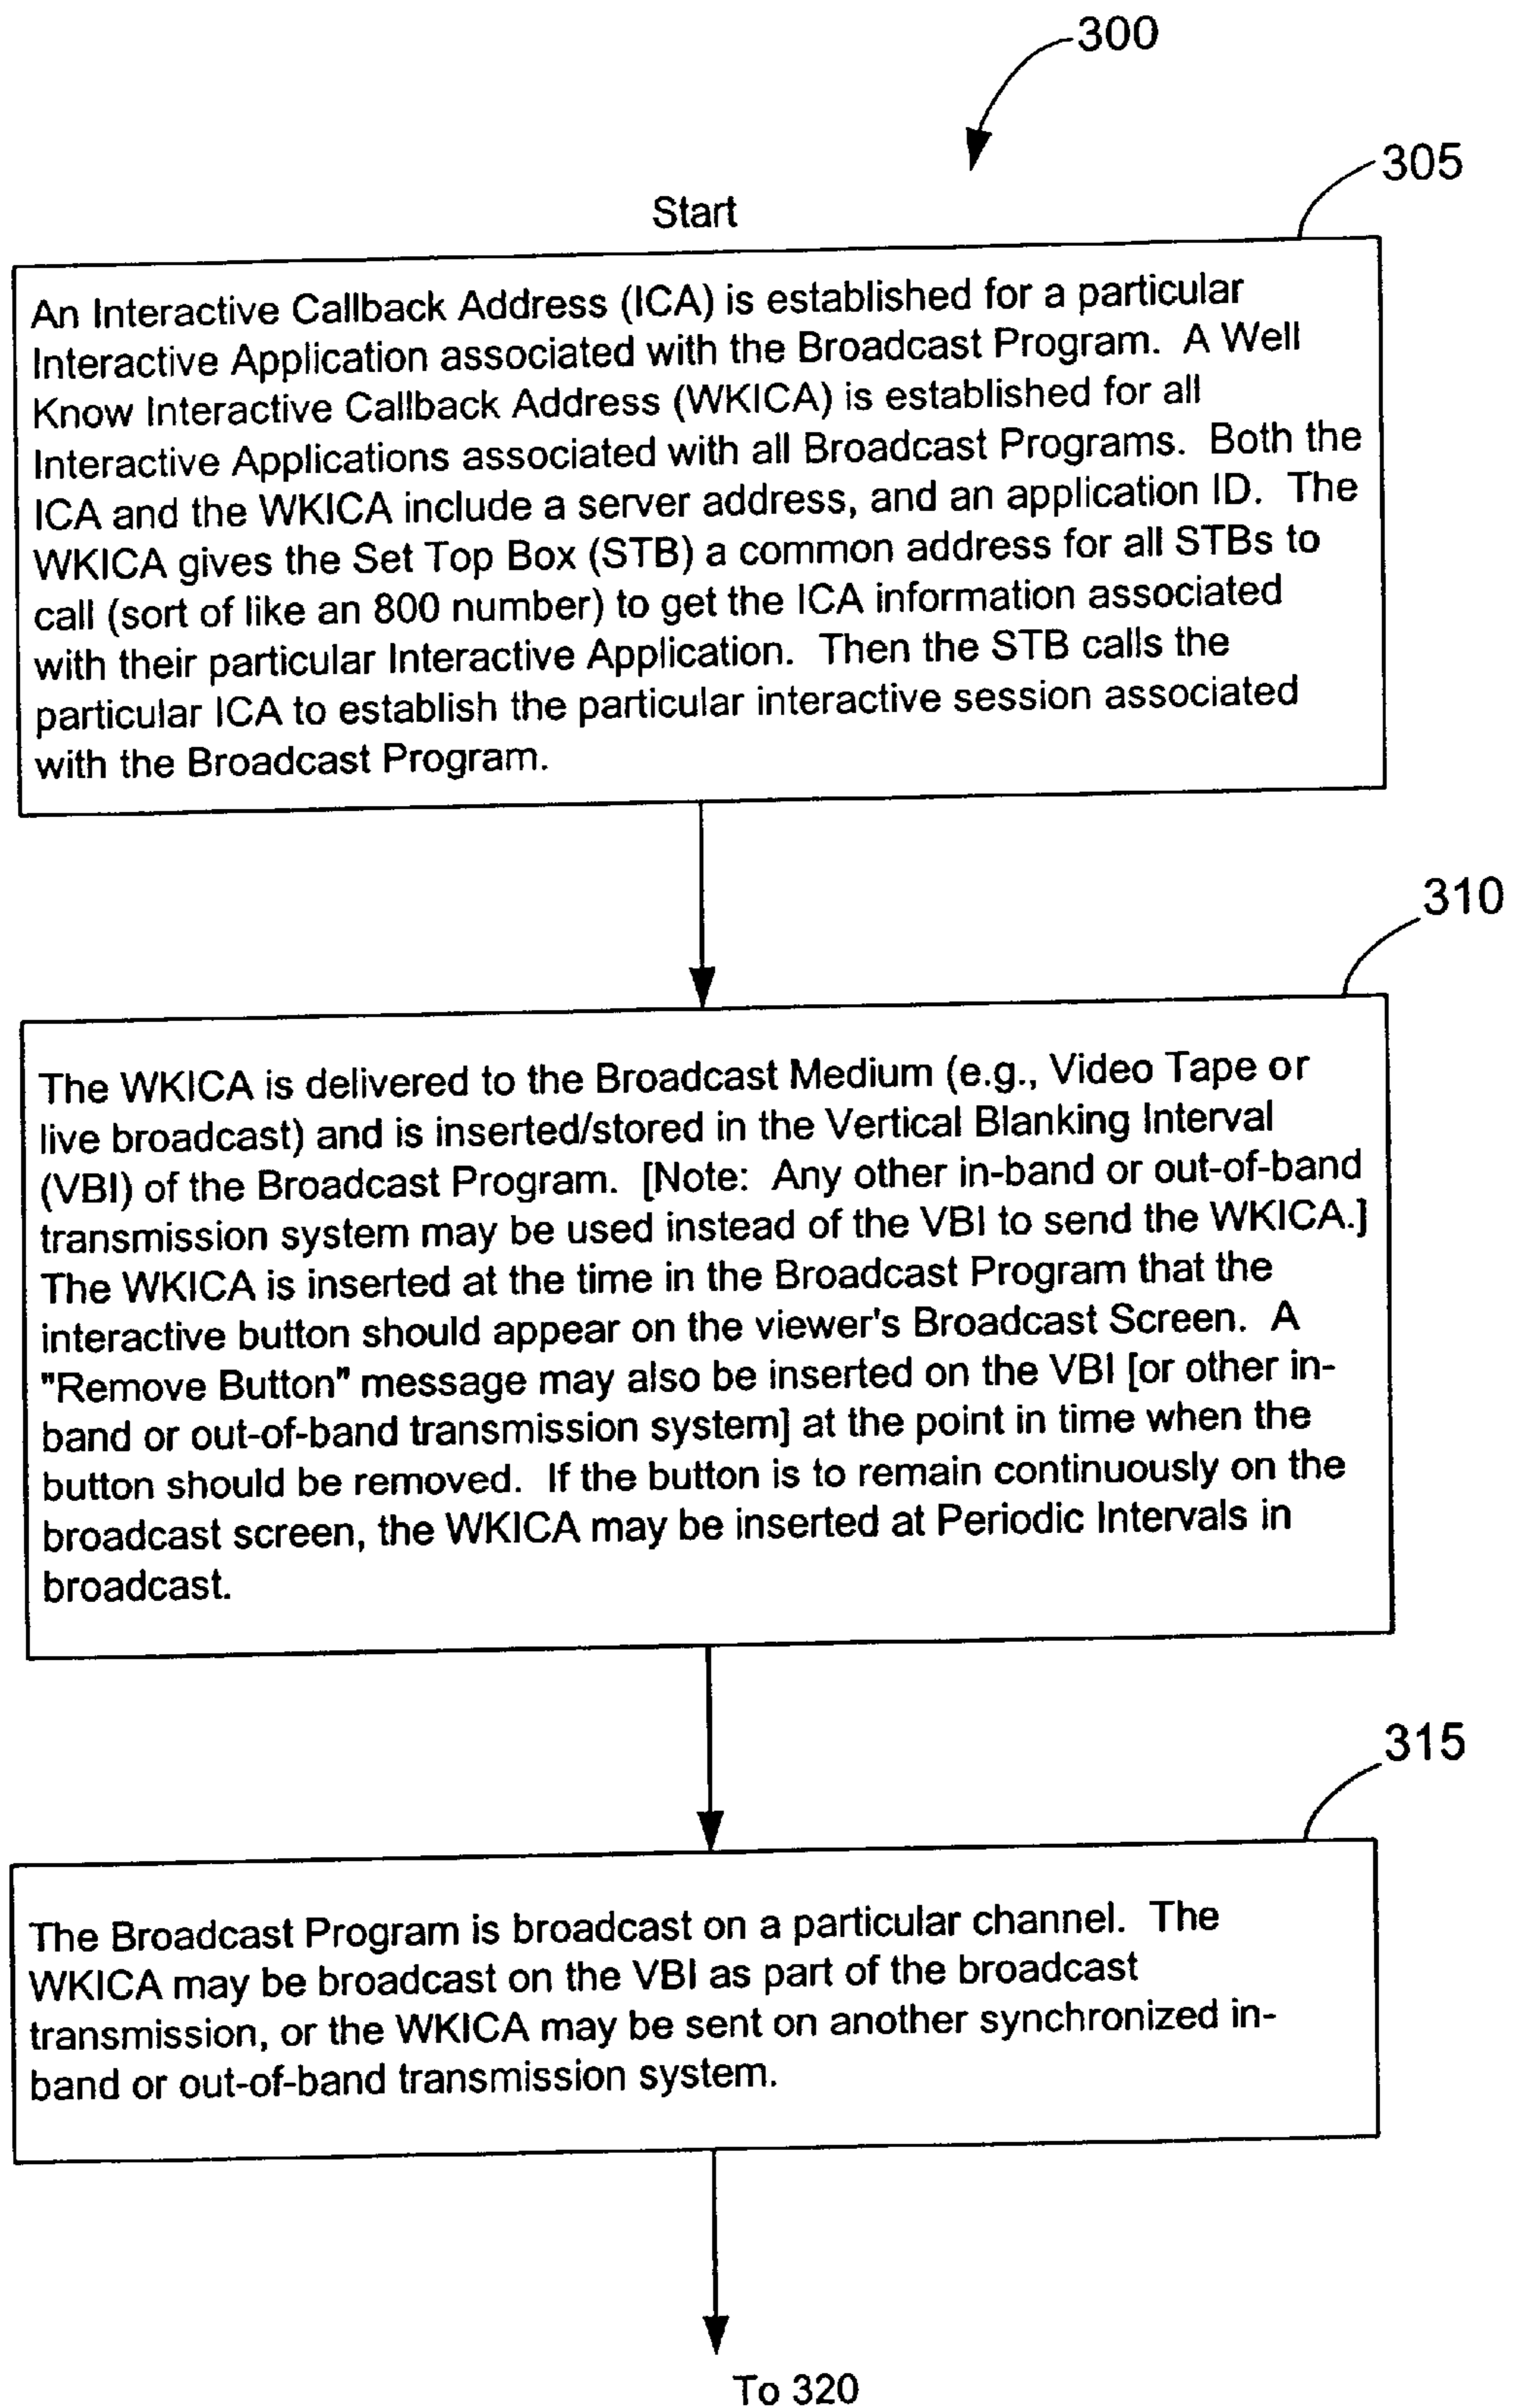 300
305
Start
An Interactive Callback Address (ICA) is established for a particular
Interactive Application associated with the Broadcast Program. A Well
Know Interactive Callback Address (WKICA) is established for all
Interactive Applications associated with all Broadcast Programs. Both the
ICA and the WKICA include a server address, and an application ID. The
WKICA gives the Set Top Box (STB) a common address for all STBs to
call (sort of like an 800 number) to get the ICA information associated
with their particular Interactive Application. Then the STB calls the
particular ICA to establish the particular interactive session associated
with the Broadcast Program.
310
The WKICA is delivered to the Broadcast Medium (e.g., Video Tape or
live broadcast) and is inserted/stored in the Vertical Blanking Interval
(VBI) of the Broadcast Program. [Note: Any other in-band or out-of-band
transmission system may be used instead of the VBI to send the WKICA.]
The WKICA is inserted at the time in the Broadcast Program that the
interactive button should appear on the viewer's Broadcast Screen. A
"Remove Button" message may also be inserted on the VBI [or other in-
band or out-of-band transmission system] at the point in time when the
button should be removed. If the button is to remain continuously on the
broadcast screen, the WKICA may be inserted at Periodic Intervals in
broadcast.
315
The Broadcast Program is broadcast on a particular channel. The
WKICA may be broadcast on the VBI as part of the broadcast
transmission, or the WKICA may be sent on another synchronized in-
band or out-of-band transmission system.
To 320